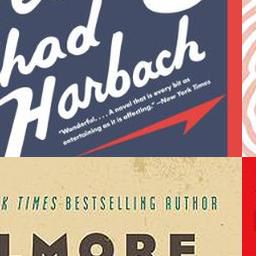 had
Harbach
"Wonderful. . . . A novel that is every bit as
entertaining as it is affecting." —New York Times
K TIMES BESTSELLING AUTHOR
LMORE